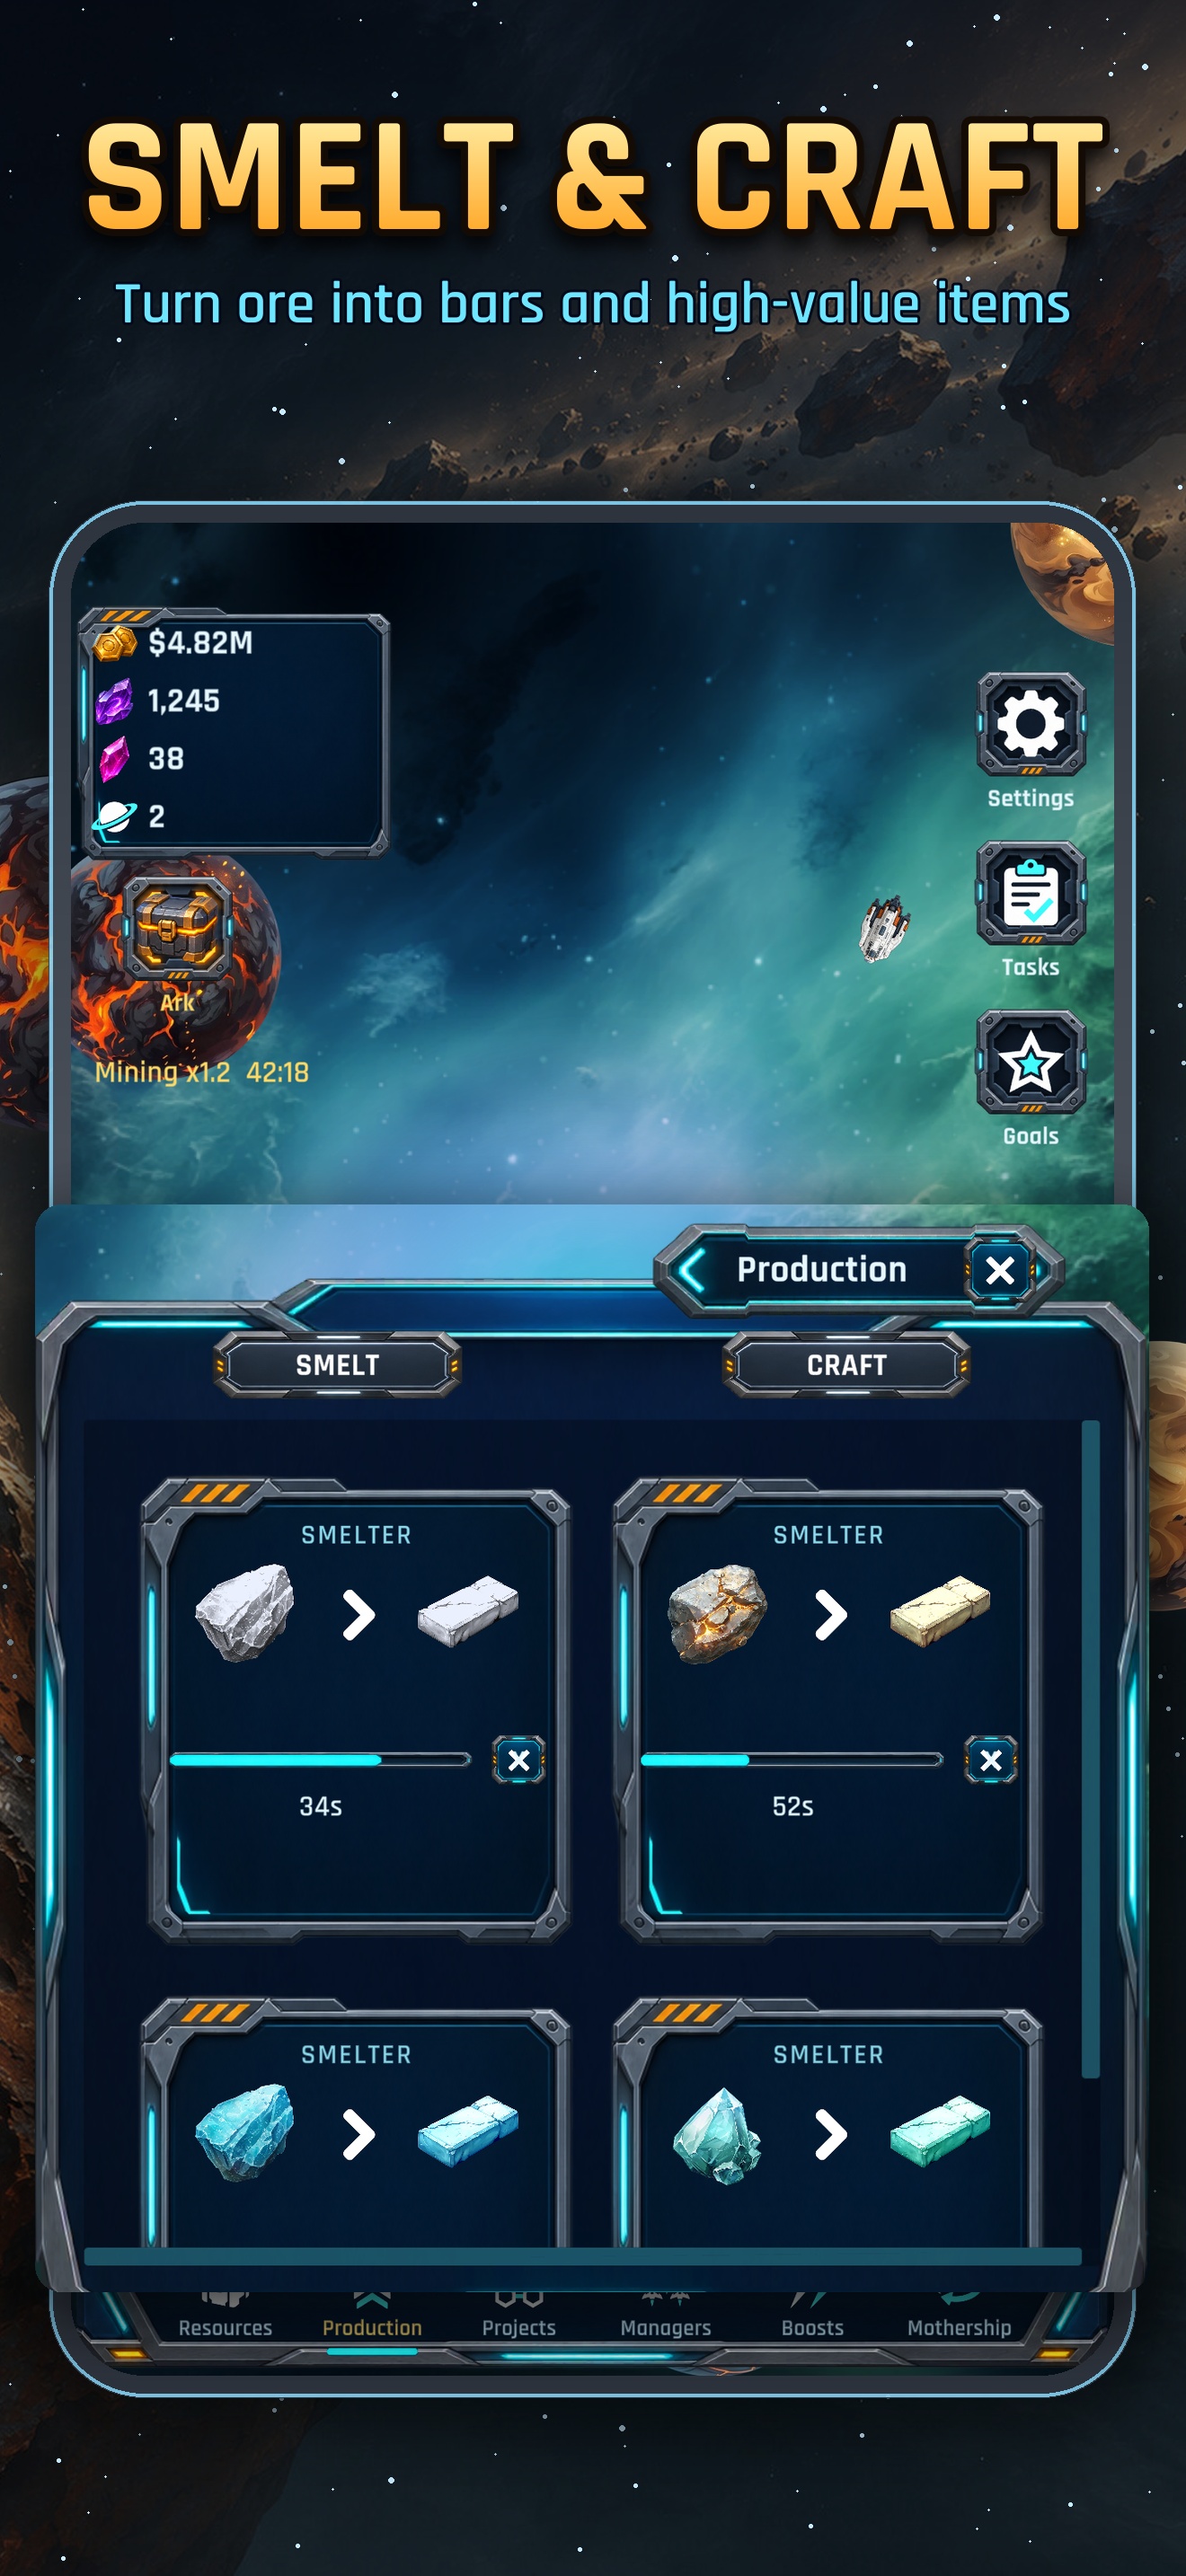 SMELT & CRAFT
Turn ore into bars and high-value items
$4.82M
1,245
38
2
Settings
Tasks
Goals
Ark
Mining x1.2 42:18
Production
SMELT
CRAFT
SMELTER
SMELTER
34s
52s
SMELTER
SMELTER
Resources
Production
Projects
Managers
Boosts
Mothership